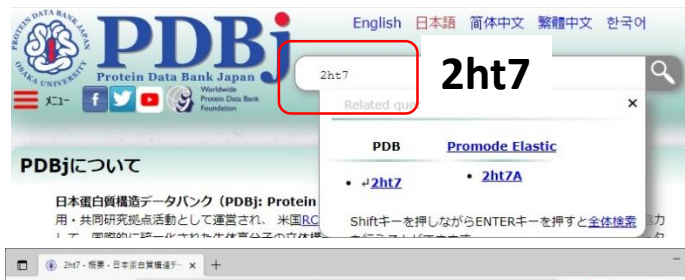 PROTEIN DATA BANK JAPAN
OSAKA UNIVERSITY
PDBj
Protein Data Bank Japan
English 日本語 简体中文 繁體中文 한국어
2ht7
2ht7
メニュー
Worldwide
Protein Data Bank
Foundation
Related que
×
PDB Promode Elastic
• ↲2ht7 • 2ht7A
PDBjについて
日本蛋白質構造データバンク(PDBj: Protein
用・共同研究拠点活動として運営され、 米国RC
Shiftキーを押しながらENTERキーを押すと全体検索
力
2ht7 - 概要 - 日本蛋白質構造デー × +